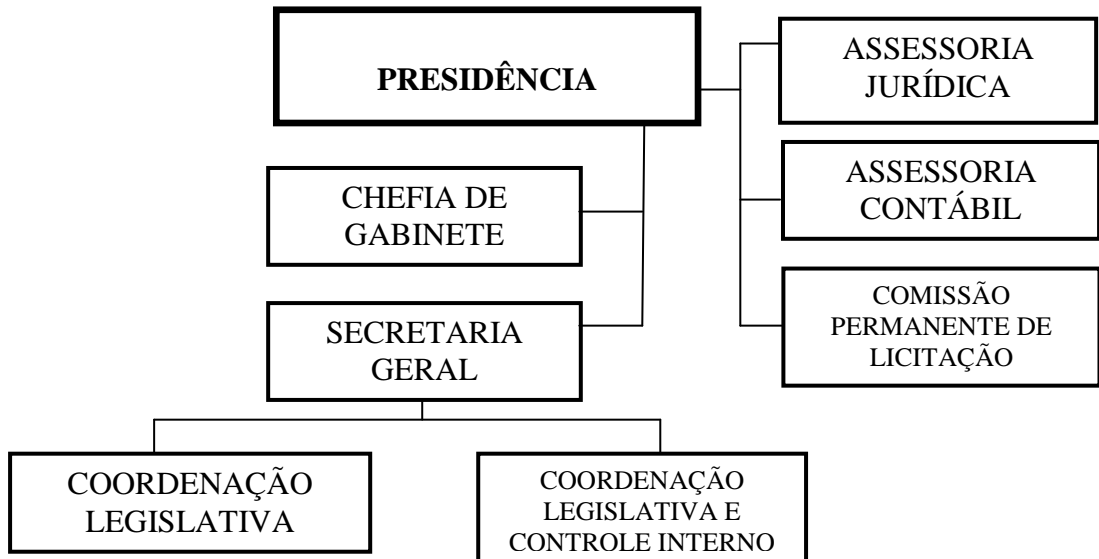 PRESIDÊNCIA
ASSESSORIA
JURÍDICA
CHEFIA DE
GABINETE
ASSESSORIA
CONTÁBIL
SECRETARIA
GERAL
COMISSÃO
PERMANENTE DE
LICITAÇÃO
COORDENAÇÃO
LEGISLATIVA
COORDENAÇÃO
LEGISLATIVA E
CONTROLE INTERNO